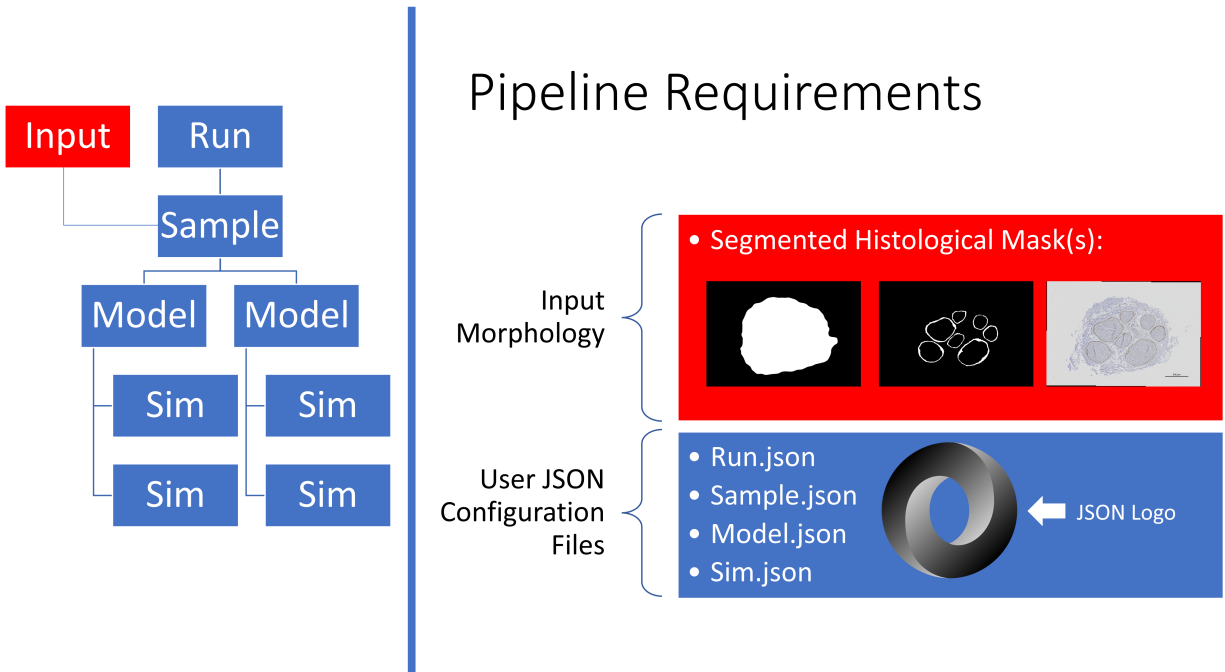 Pipeline Requirements
Input
Run
Sample
Model
Model
Sim
Sim
Sim
Sim
Input
Morphology
• Segmented Histological Mask(s):
User JSON
Configuration
Files
• Run.json
• Sample.json
• Model.json
• Sim.json
JSON Logo